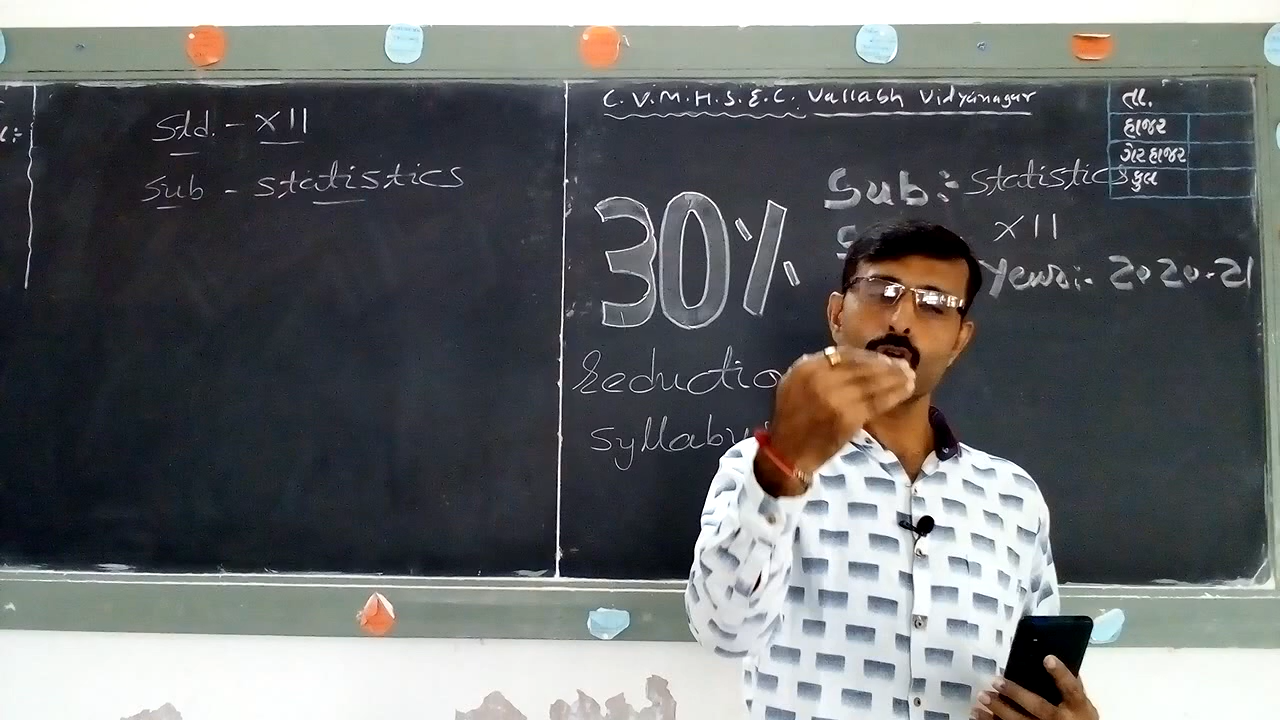 Std. - XII
Sub - Statistics
C.V.M.H.S.E.C. Vallabh Vidyanagar
તા.
હાજર
ગેરહાજર
કુલ
Sub:- Statistics
XII
Year:- 2020-21
30%
Reductio
Syllabu